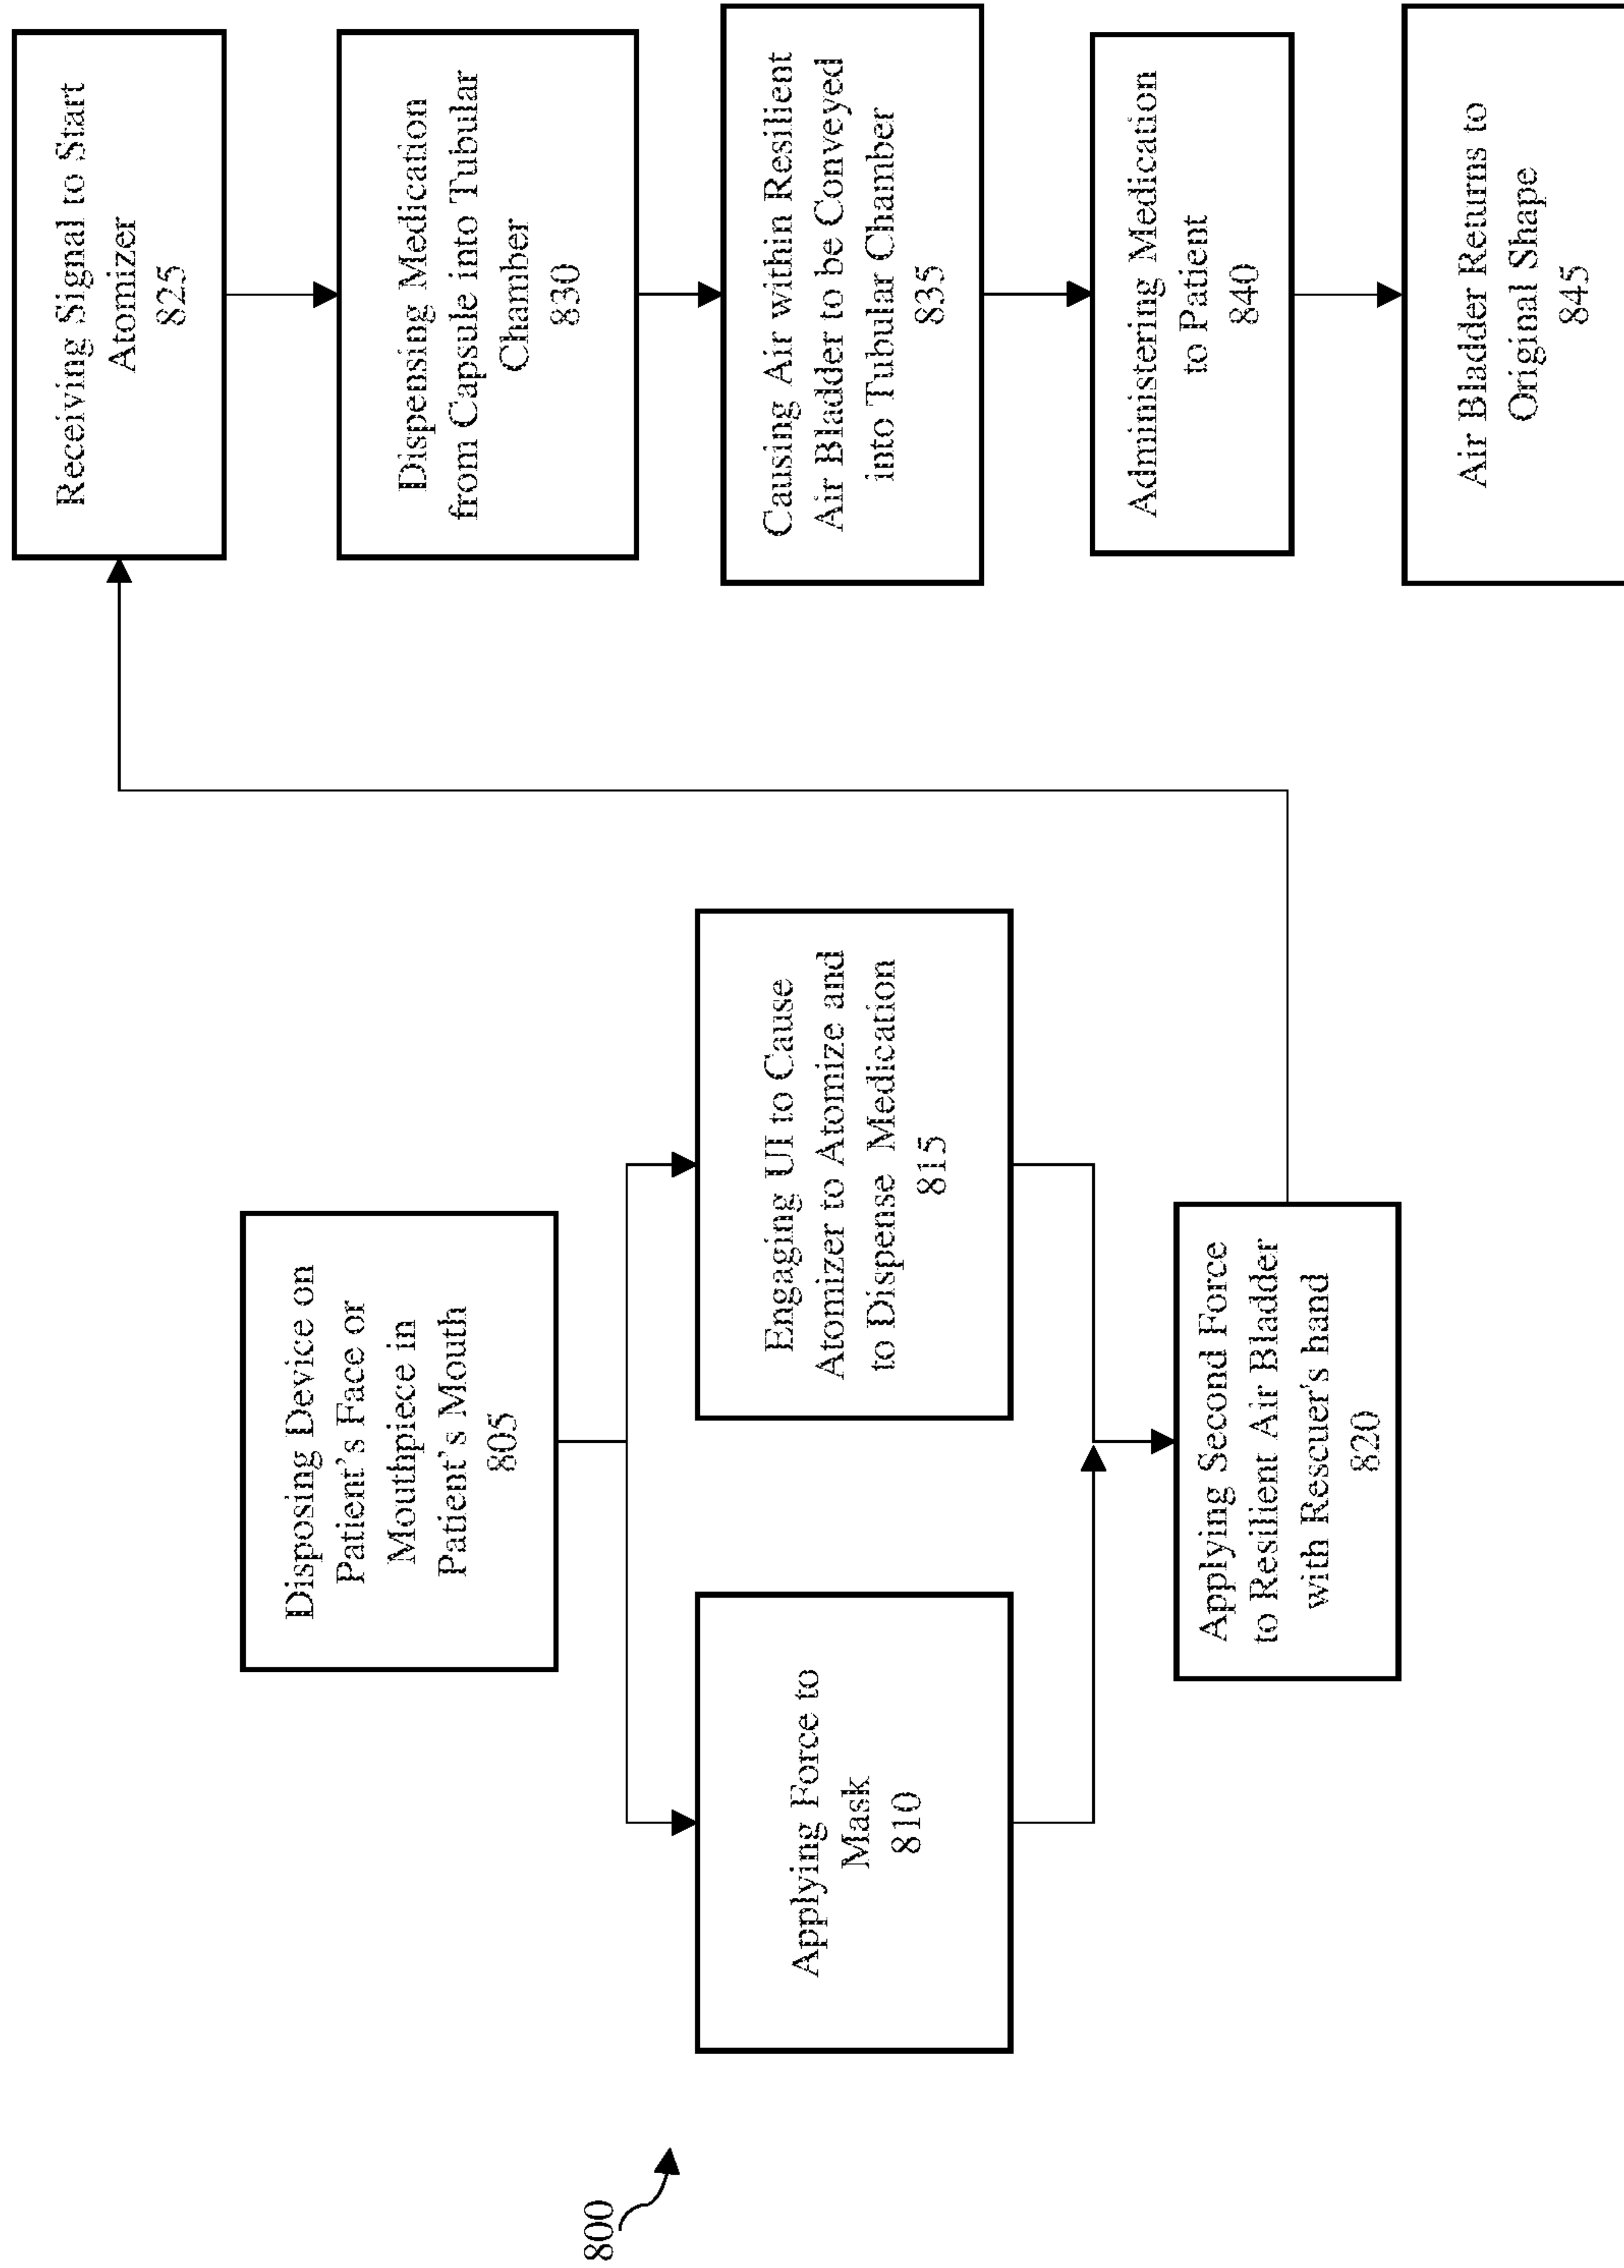 800
Disposing Device on
Patient's Face or
Mouthpiece in
Patient's Mouth
805
Applying Force to
Mask
810
Engaging UI to Cause
Atomizer to Atomize and
to Dispense Medication
815
Applying Second Force
to Resilient Air Bladder
with Rescuer's hand
820
Receiving Signal to Start
Atomizer
825
Dispensing Medication
from Capsule into Tubular
Chamber
830
Causing Air within Resilient
Air Bladder to be Conveyed
into Tubular Chamber
835
Administering Medication
to Patient
840
Air Bladder Returns to
Original Shape
845